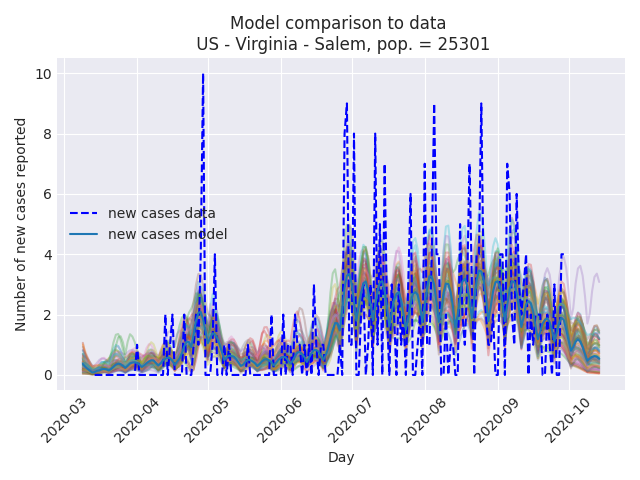 Model comparison to data
US - Virginia - Salem, pop. = 25301
Number of new cases reported
10
8
6
4
2
0
new cases data
new cases model
2020-03
2020-04
2020-05
2020-06
2020-07
2020-08
2020-09
2020-10
Day